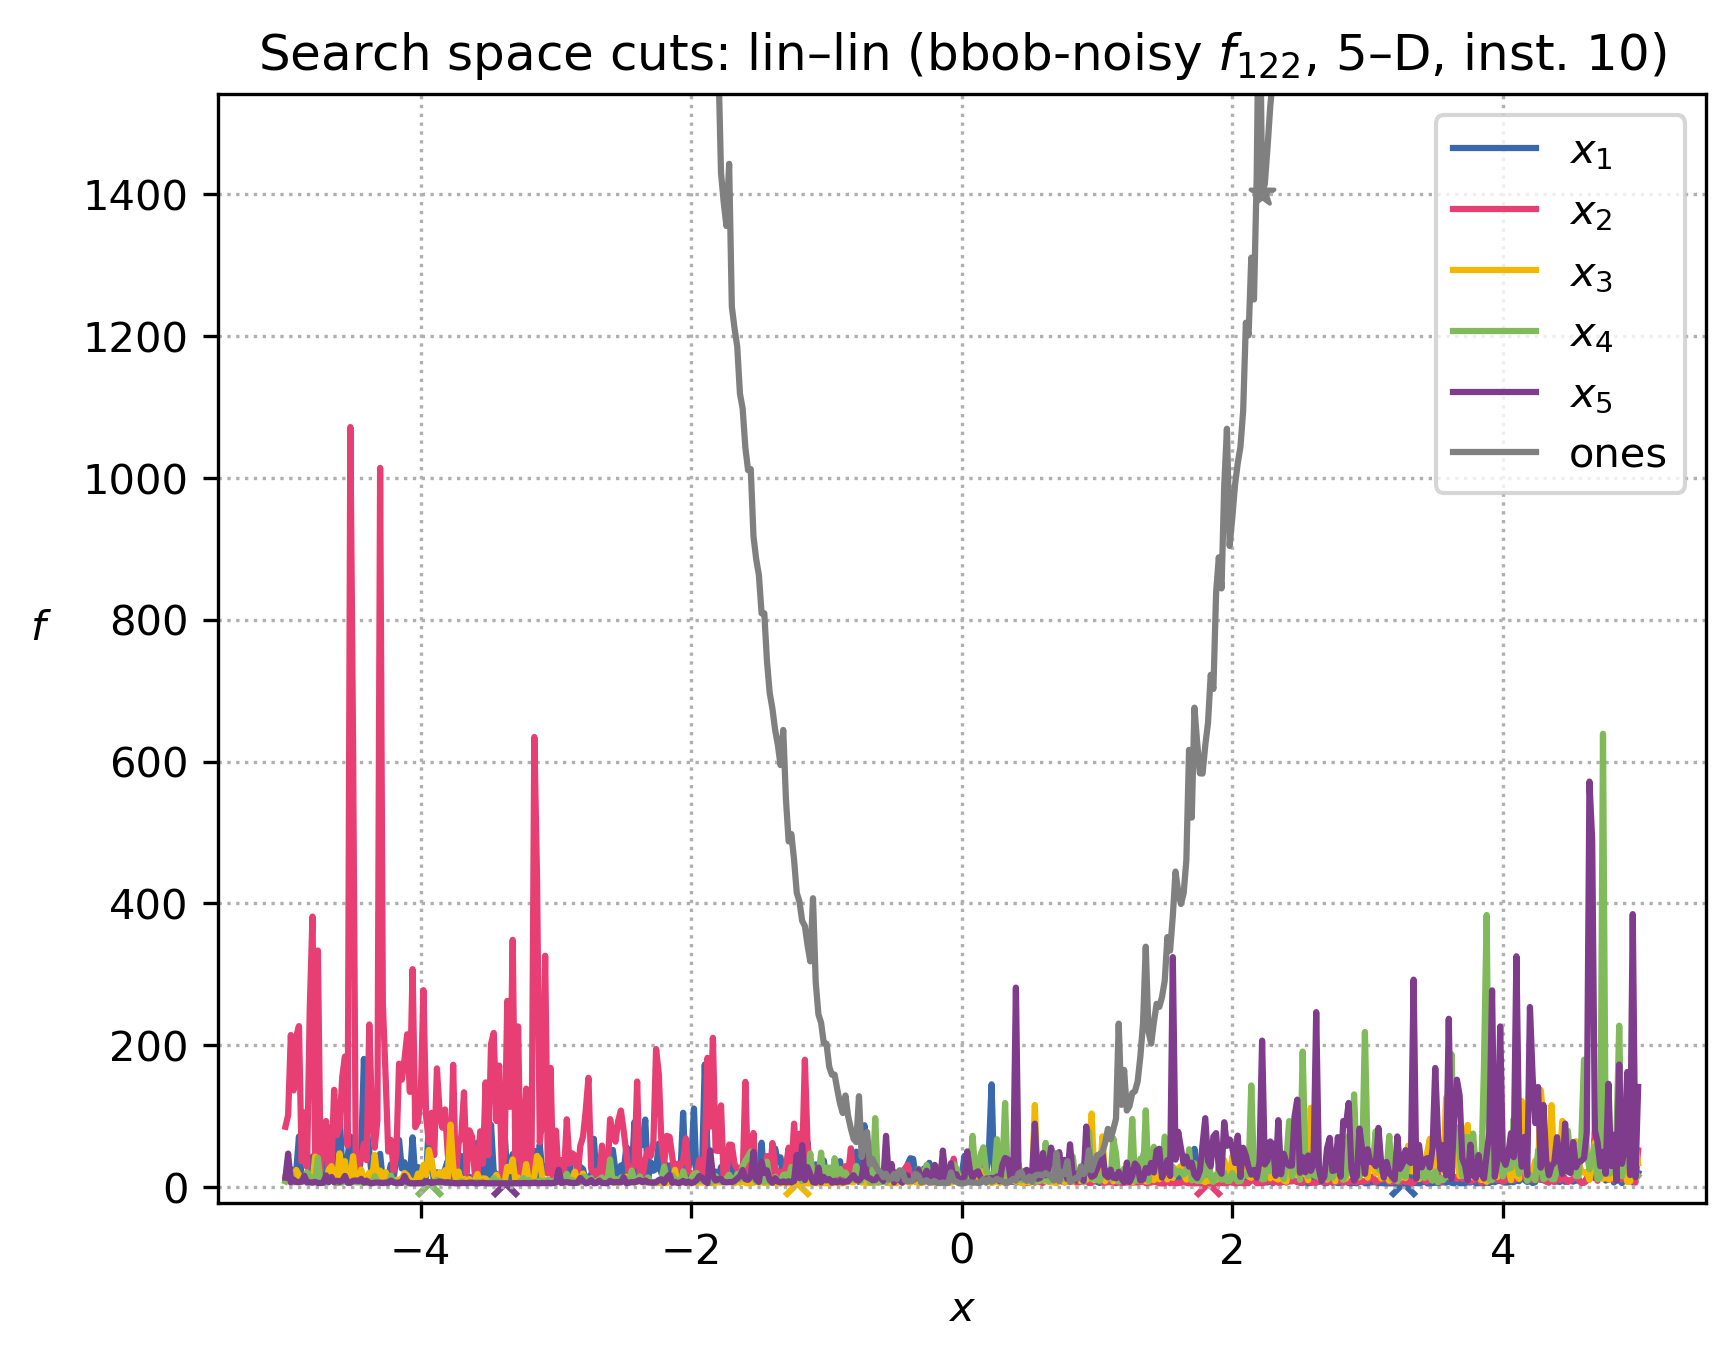 Search space cuts: lin–lin (bbob-noisy f₁₂₂, 5–D, inst. 10)
1400
1200
1000
800
600
400
200
0
f
−4
−2
0
2
4
x
x₁
x₂
x₃
x₄
x₅
ones